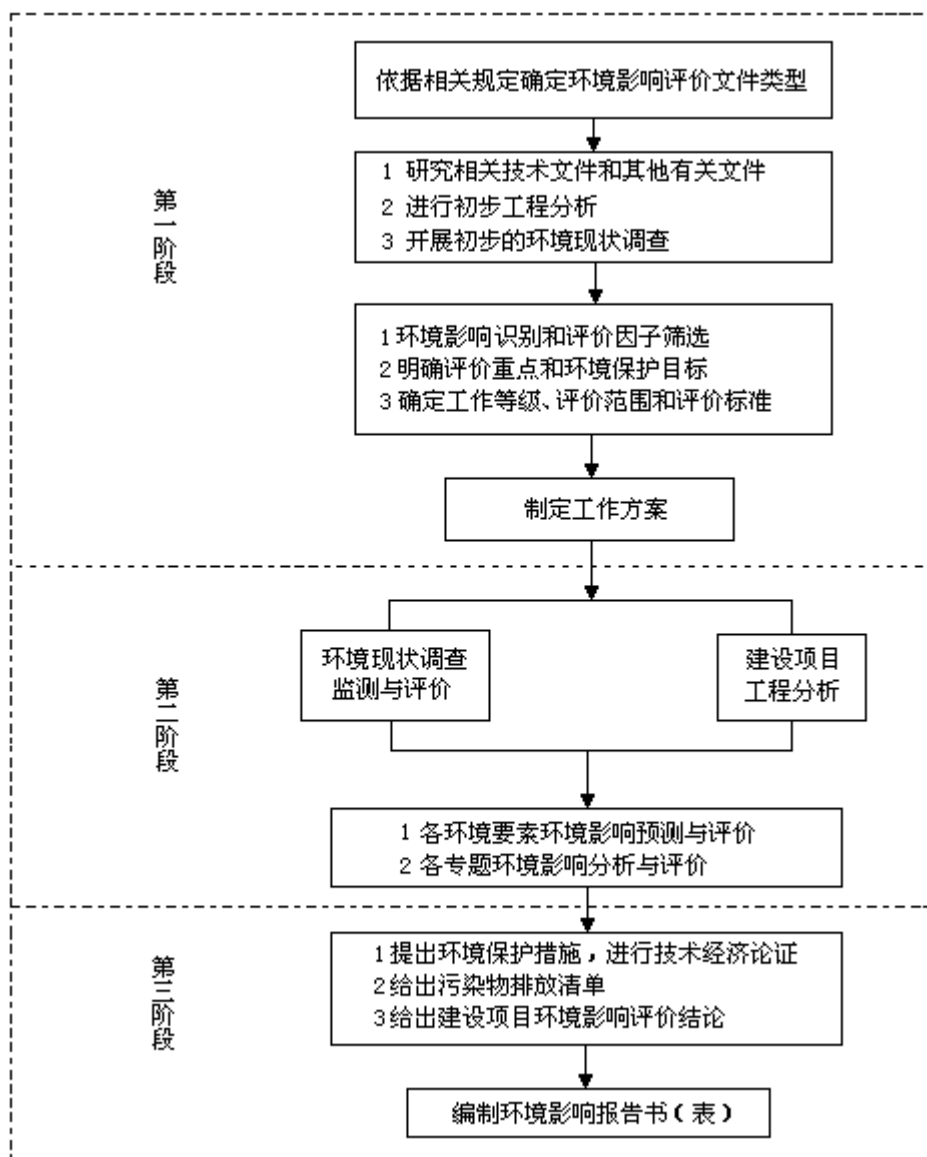 依据相关规定确定环境影响评价文件类型
第一阶段
1 研究相关技术文件和其他有关文件
2 进行初步工程分析
3 开展初步的环境现状调查
1环境影响识别和评价因子筛选
2明确评价重点和环境保护目标
3确定工作等级、评价范围和评价标准
制定工作方案
第二阶段
环境现状调查
监测与评价
建设项目
工程分析
1 各环境要素环境影响预测与评价
2 各专题环境影响分析与评价
第三阶段
1提出环境保护措施，进行技术经济论证
2给出污染物排放清单
3给出建设项目环境影响评价结论
编制环境影响报告书（表）